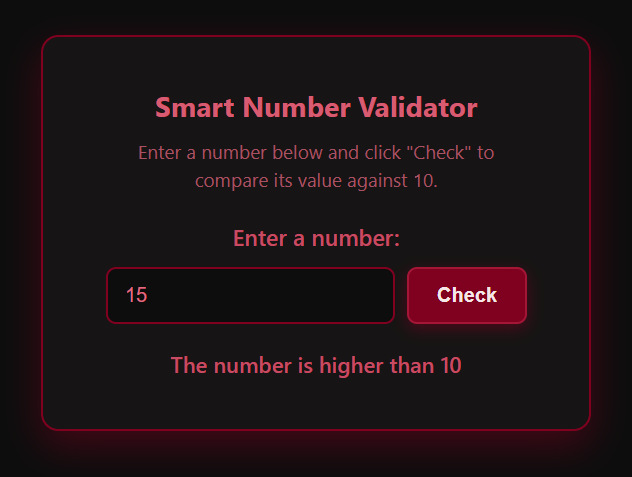 Smart Number Validator
Enter a number below and click "Check" to
compare its value against 10.
Enter a number:
15
Check
The number is higher than 10